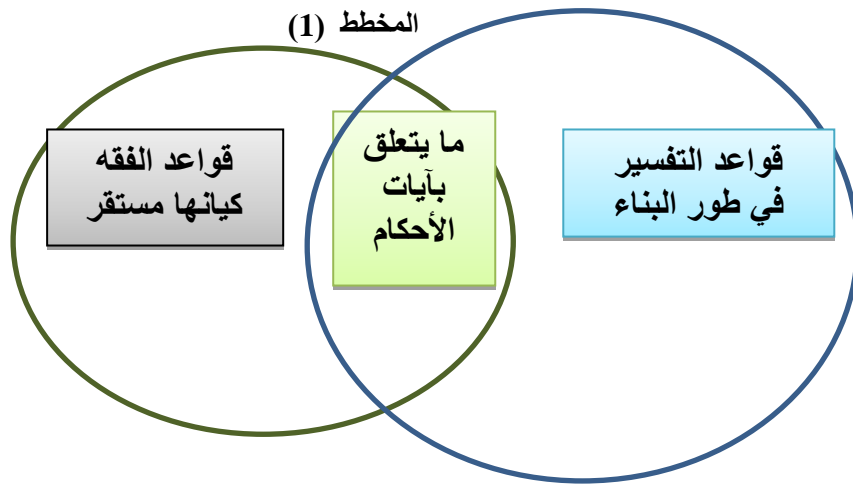 المخطط (1)
قواعد التفسير
في طور البناء
ما يتعلق
بآيات
الأحكام
قواعد الفقه
كيانها مستقر